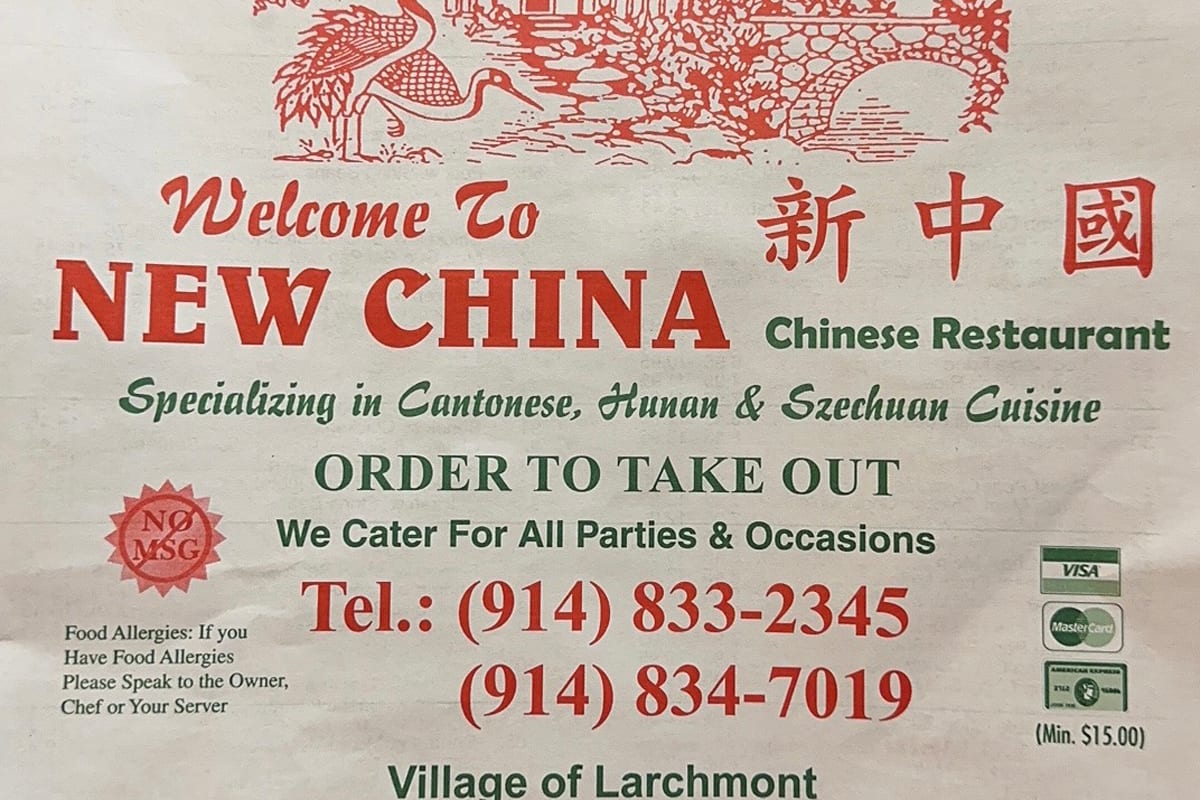 Welcome To
新中國
NEW CHINA
Chinese Restaurant
Specializing in Cantonese, Hunan & Szechuan Cuisine
ORDER TO TAKE OUT
NO
MSG
We Cater For All Parties & Occasions
Tel.: (914) 833-2345
(914) 834-7019
Food Allergies: If you
Have Food Allergies
Please Speak to the Owner,
Chef or Your Server
VISA
MasterCard
AMERICAN EXPRESS
(Min. $15.00)
Village of Larchmont